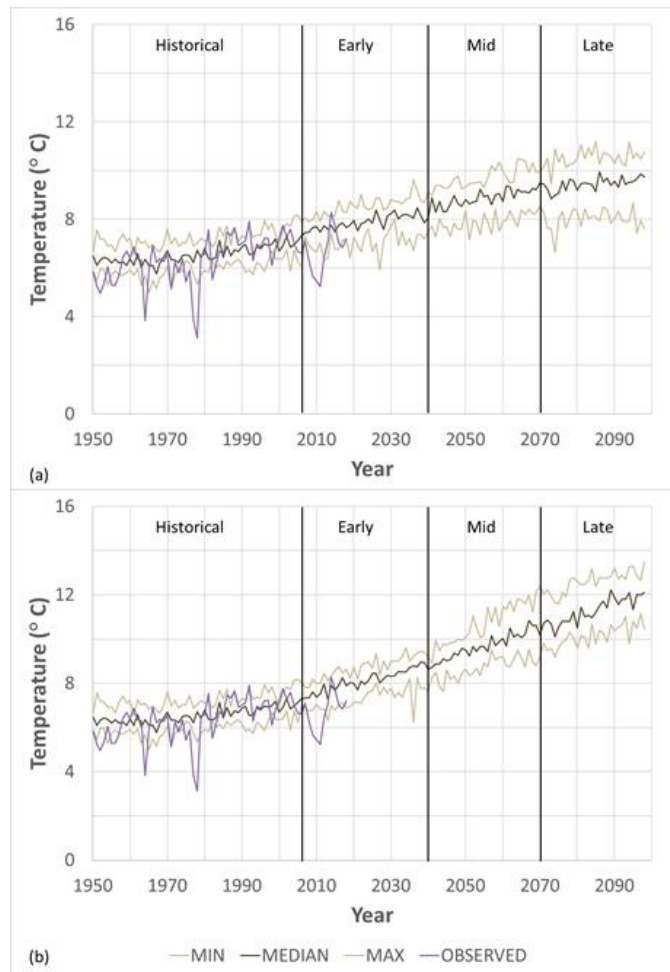 16
Historical Early Mid Late
12
8
4
0
Temperature (° C)
1950 1970 1990 2010 2030 2050 2070 2090
Year
(a)
16
Historical Early Mid Late
12
8
4
0
Temperature (° C)
1950 1970 1990 2010 2030 2050 2070 2090
Year
(b) MIN MEDIAN MAX OBSERVED